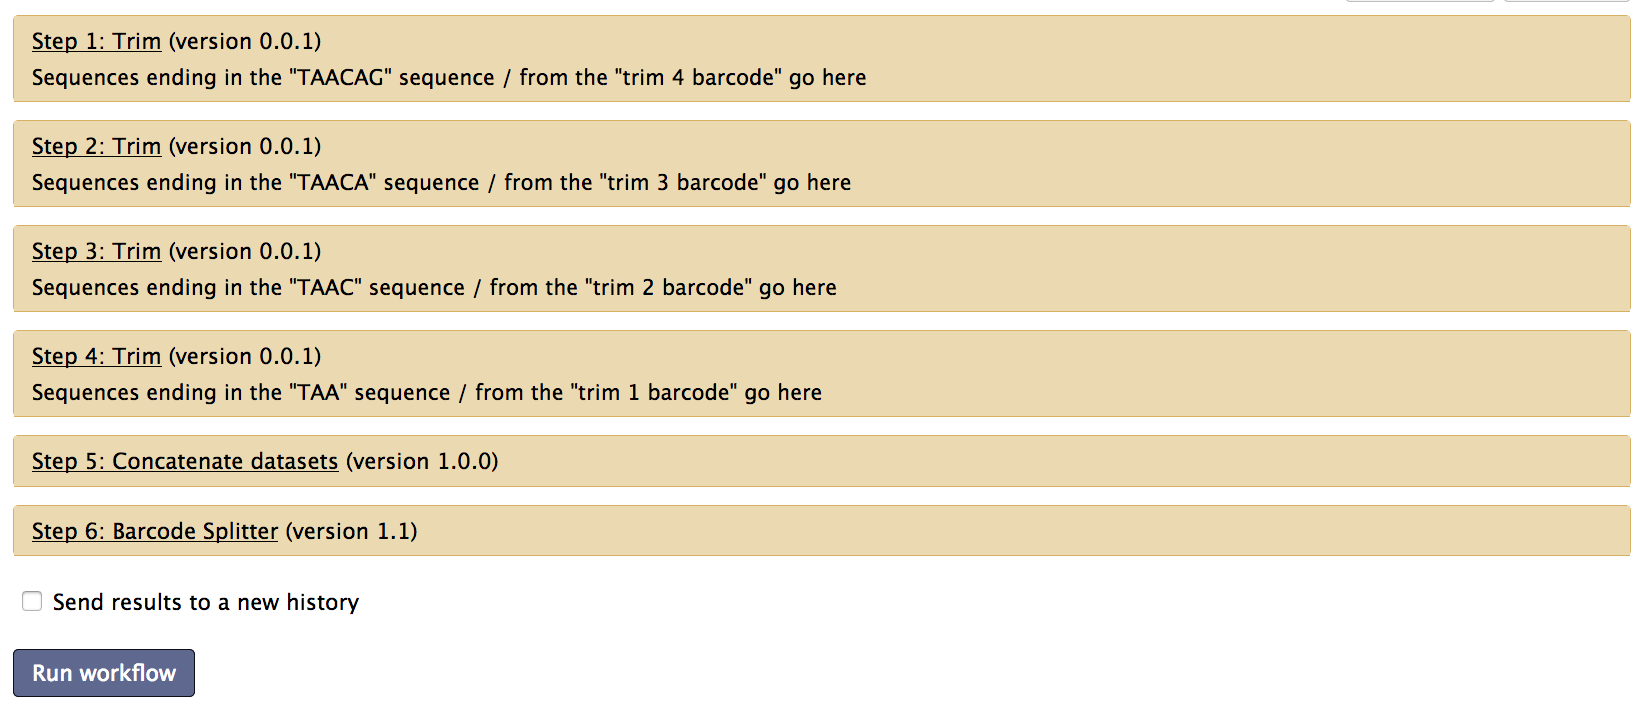 Step 1: Trim (version 0.0.1)
Sequences ending in the "TAACAG" sequence / from the "trim 4 barcode" go here
Step 2: Trim (version 0.0.1)
Sequences ending in the "TAACA" sequence / from the "trim 3 barcode" go here
Step 3: Trim (version 0.0.1)
Sequences ending in the "TAAC" sequence / from the "trim 2 barcode" go here
Step 4: Trim (version 0.0.1)
Sequences ending in the "TAA" sequence / from the "trim 1 barcode" go here
Step 5: Concatenate datasets (version 1.0.0)
Step 6: Barcode Splitter (version 1.1)
Send results to a new history
Run workflow